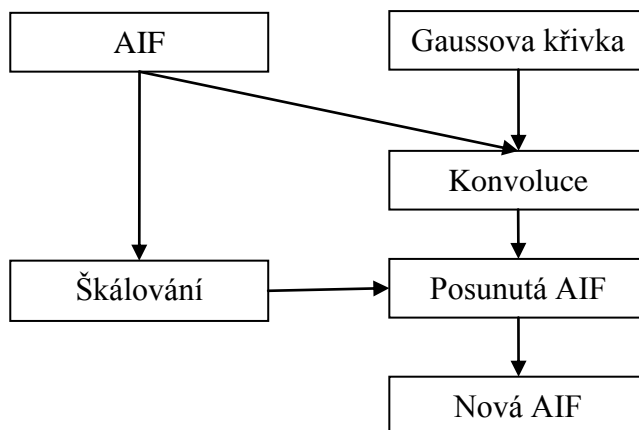 AIF
Gaussova křivka
Konvoluce
Škálování
Posunutá AIF
Nová AIF